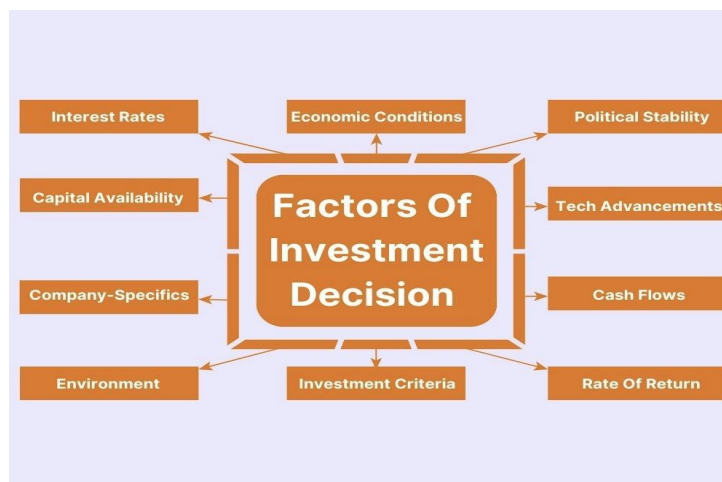 Interest Rates
Economic Conditions
Political Stability
Capital Availability
Factors Of
Investment
Decision
Tech Advancements
Company-Specifics
Cash Flows
Environment
Investment Criteria
Rate Of Return